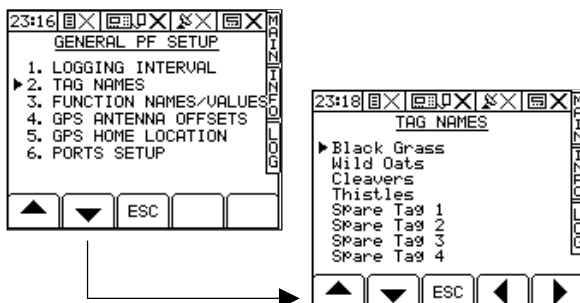 23:16
GENERAL PF SETUP
1. LOGGING INTERVAL
2. TAG NAMES
3. FUNCTION NAMES/VALUES
4. GPS ANTENNA OFFSETS
5. GPS HOME LOCATION
6. PORTS SETUP
ESC
MAIN
INFO
LOG
23:18
TAG NAMES
Black Grass
Wild Oats
Cleavers
Thistles
Spare Tag 1
Spare Tag 2
Spare Tag 3
Spare Tag 4
ESC